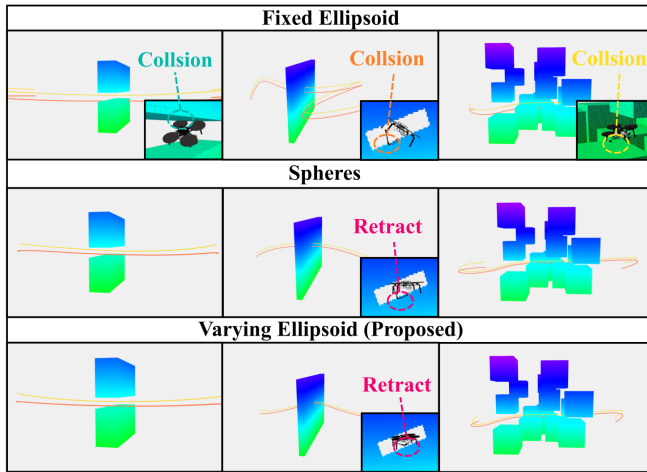 Fixed Ellipsoid
Collsion
Collsion
Collsion
Spheres
Retract
Varying Ellipsoid (Proposed)
Retract